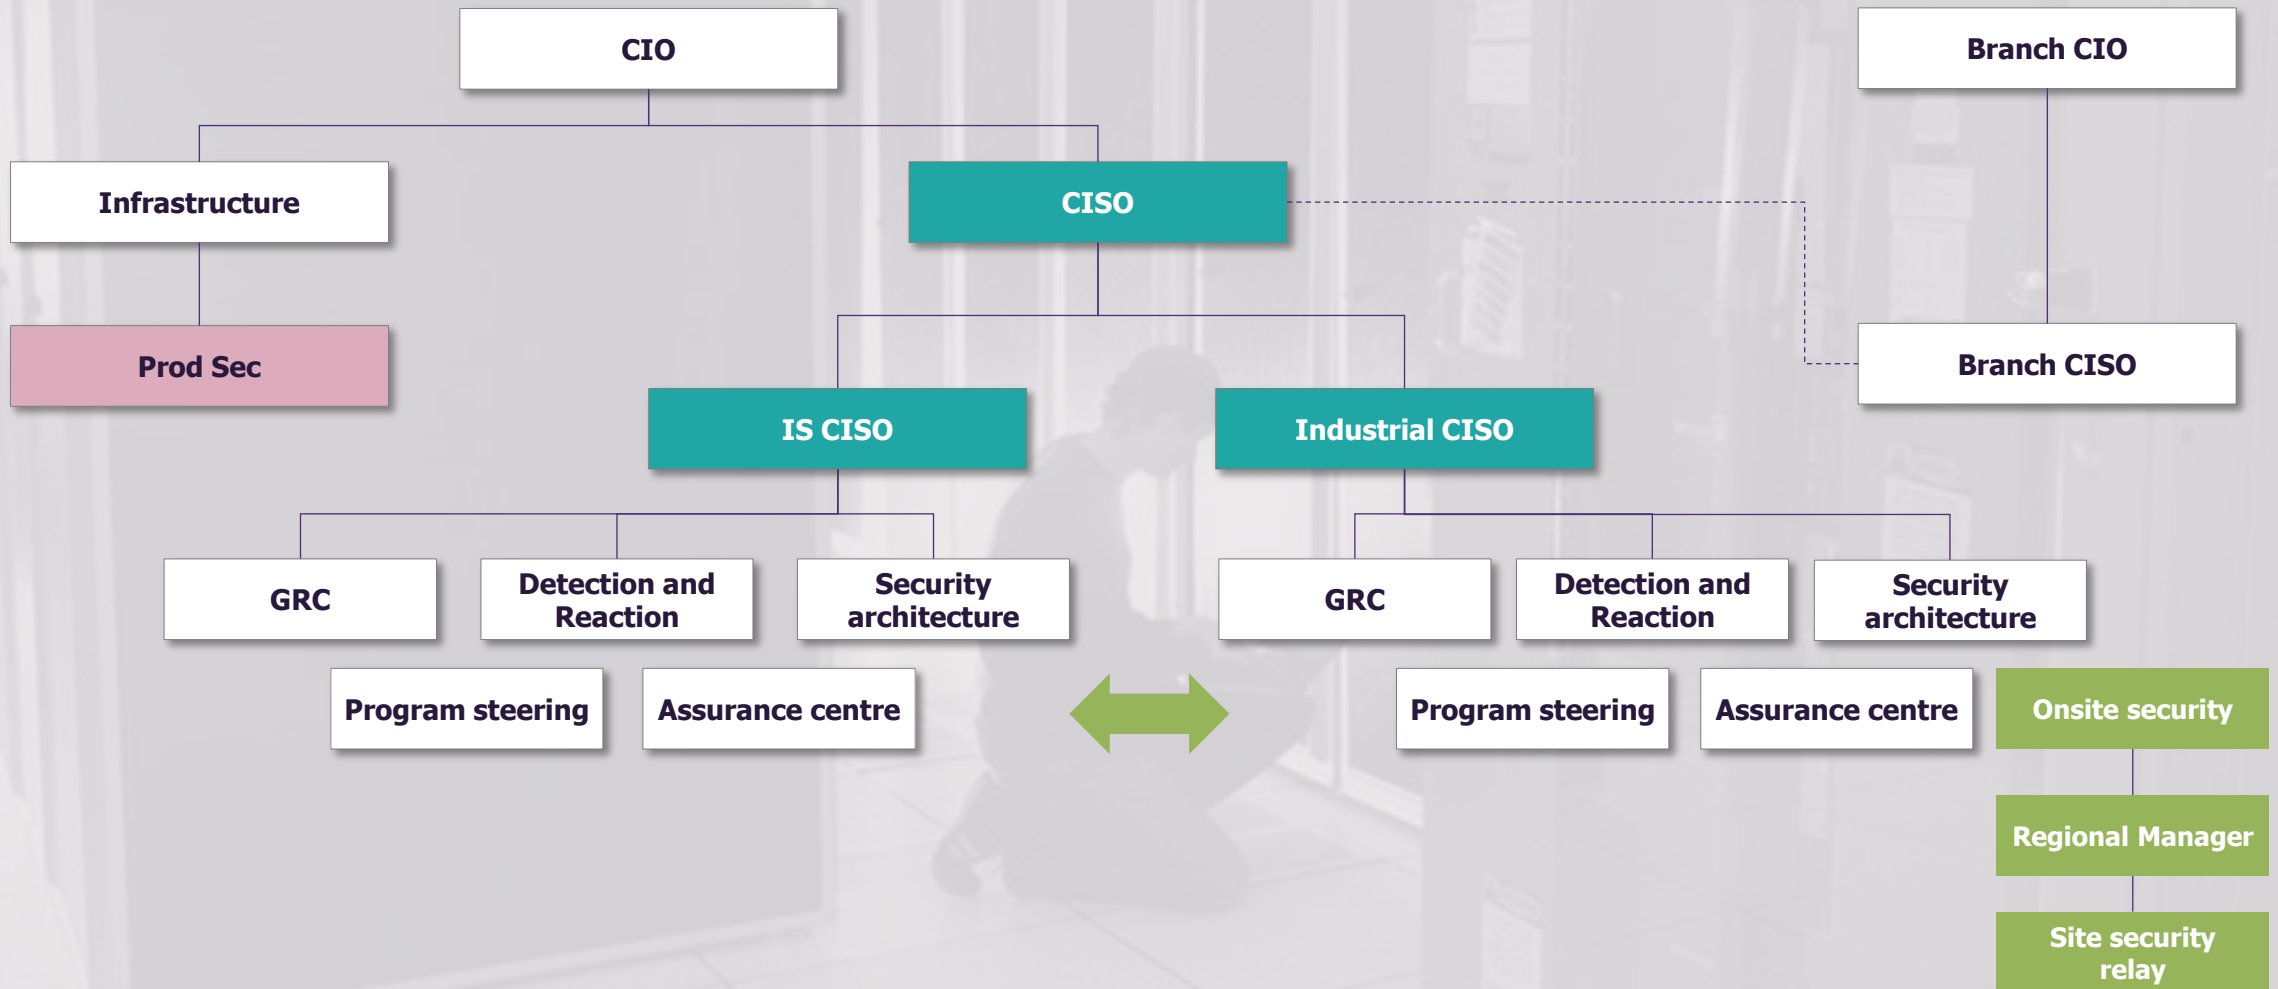 CIO
Branch CIO
Infrastructure
CISO
Prod Sec
Branch CISO
IS CISO
Industrial CISO
GRC
Detection and
Reaction
Security
architecture
GRC
Detection and
Reaction
Security
architecture
Program steering
Assurance centre
Program steering
Assurance centre
Onsite security
Regional Manager
Site security
relay